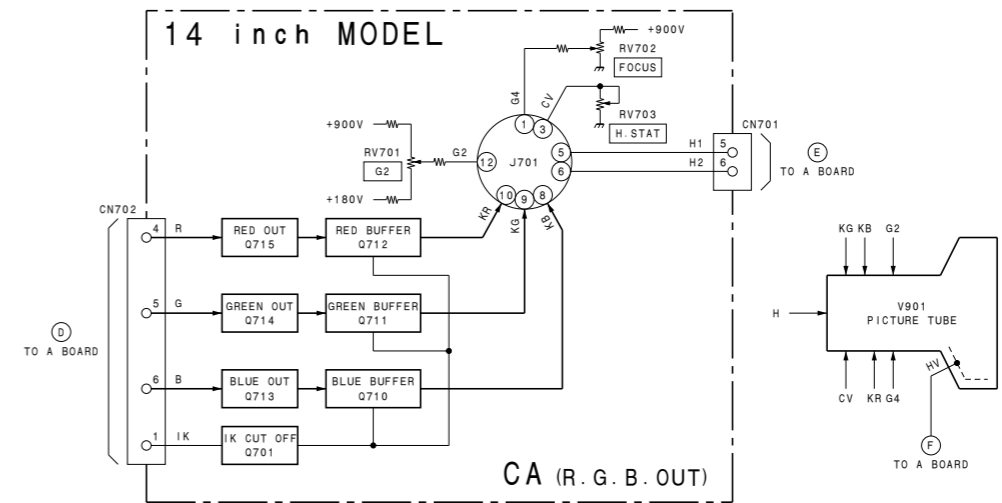 14 inch MODEL
+900V
RV702
FOCUS
G4
CV
RV703
H.STAT
+900V
RV701
G2
+180V
G2
1
3
12
J701
5
6
10
9
8
H1
H2
CN701
5
6
E
TO A BOARD
KR
KG
KB
CN702
4 R
RED OUT
Q715
RED BUFFER
Q712
5 G
GREEN OUT
Q714
GREEN BUFFER
Q711
D
TO A BOARD
6 B
BLUE OUT
Q713
BLUE BUFFER
Q710
1 IK
IK CUT OFF
Q701
CA (R.G.B.OUT)
KG KB G2
H
V901
PICTURE TUBE
HV
CV KR G4
F
TO A BOARD